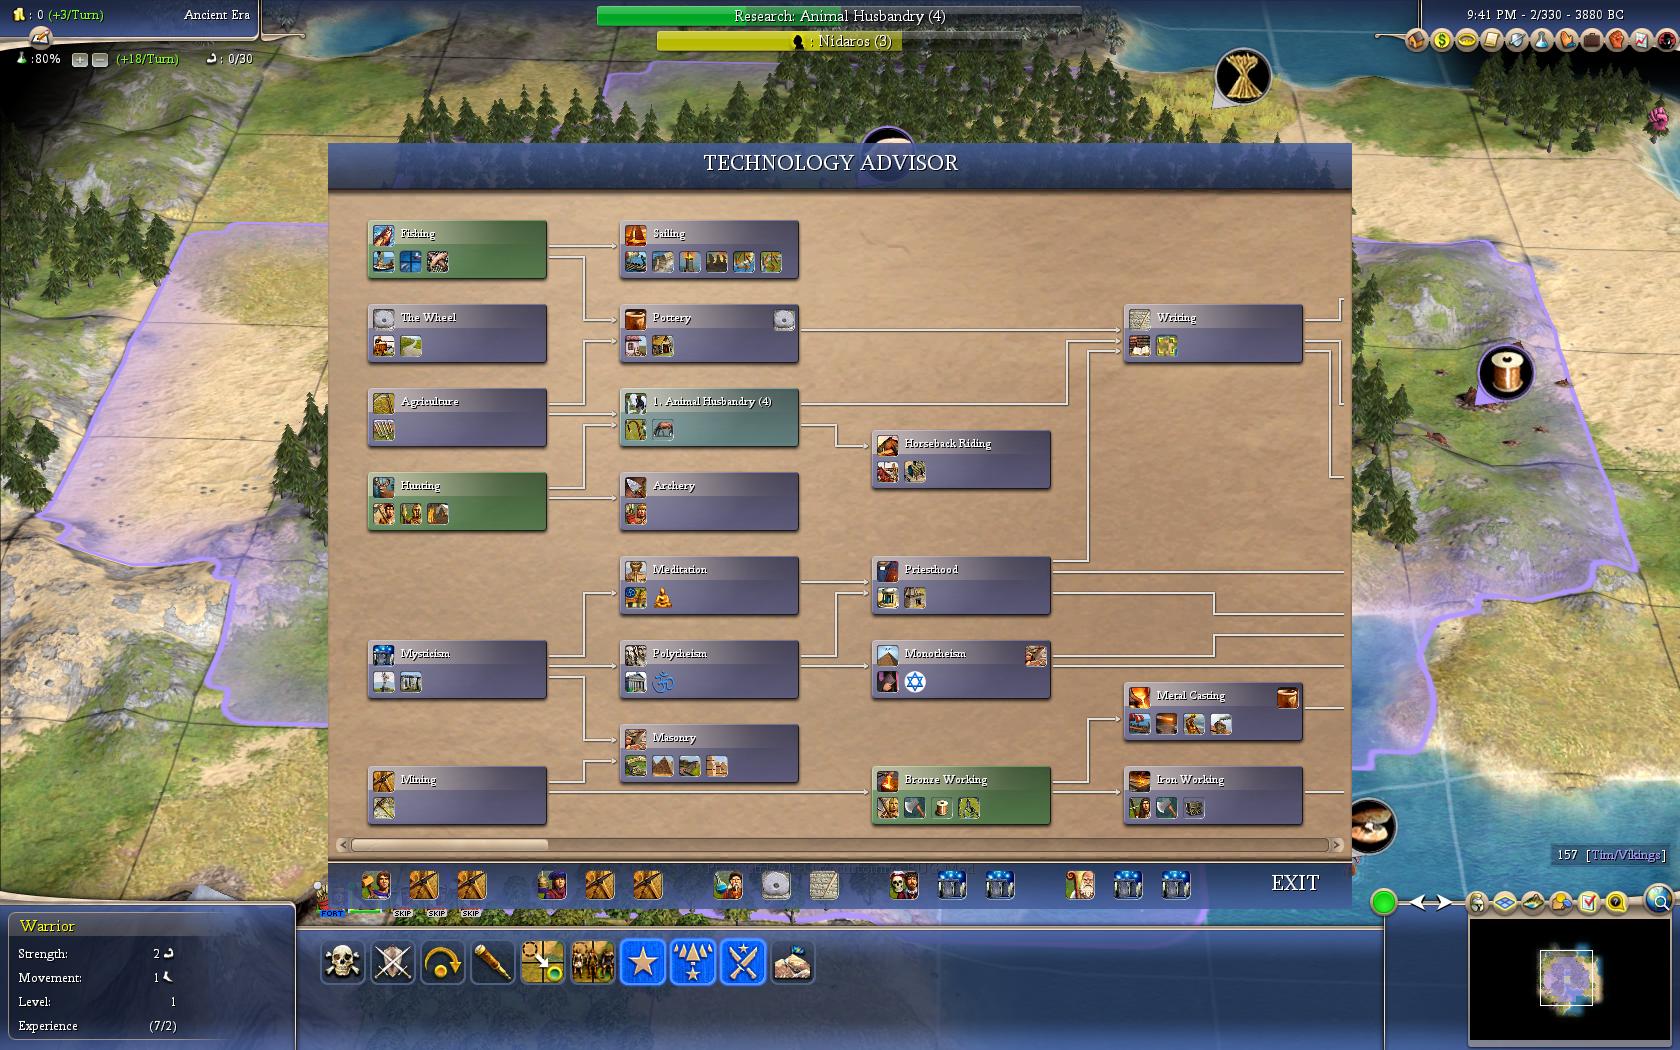 : 0 (+3/Turn)
Ancient Era
Research: Animal Husbandry (4)
9:41 PM - 2/330 - 3880 BC
:80%
(+18/Turn)
: 0/30
: Nidaros (3)
TECHNOLOGY ADVISOR
Fishing
Sailing
The Wheel
Pottery
Writing
Agriculture
1. Animal Husbandry (4)
Horseback Riding
Hunting
Archery
Meditation
Priesthood
Mysticism
Polytheism
Monotheism
Metal Casting
Masonry
Mining
Bronze Working
Iron Working
157 [Tim/Vikings]
EXIT
FORT
SKIP
SKIP
SKIP
Warrior
Strength: 2
Movement: 1
Level: 1
Experience (7/2)